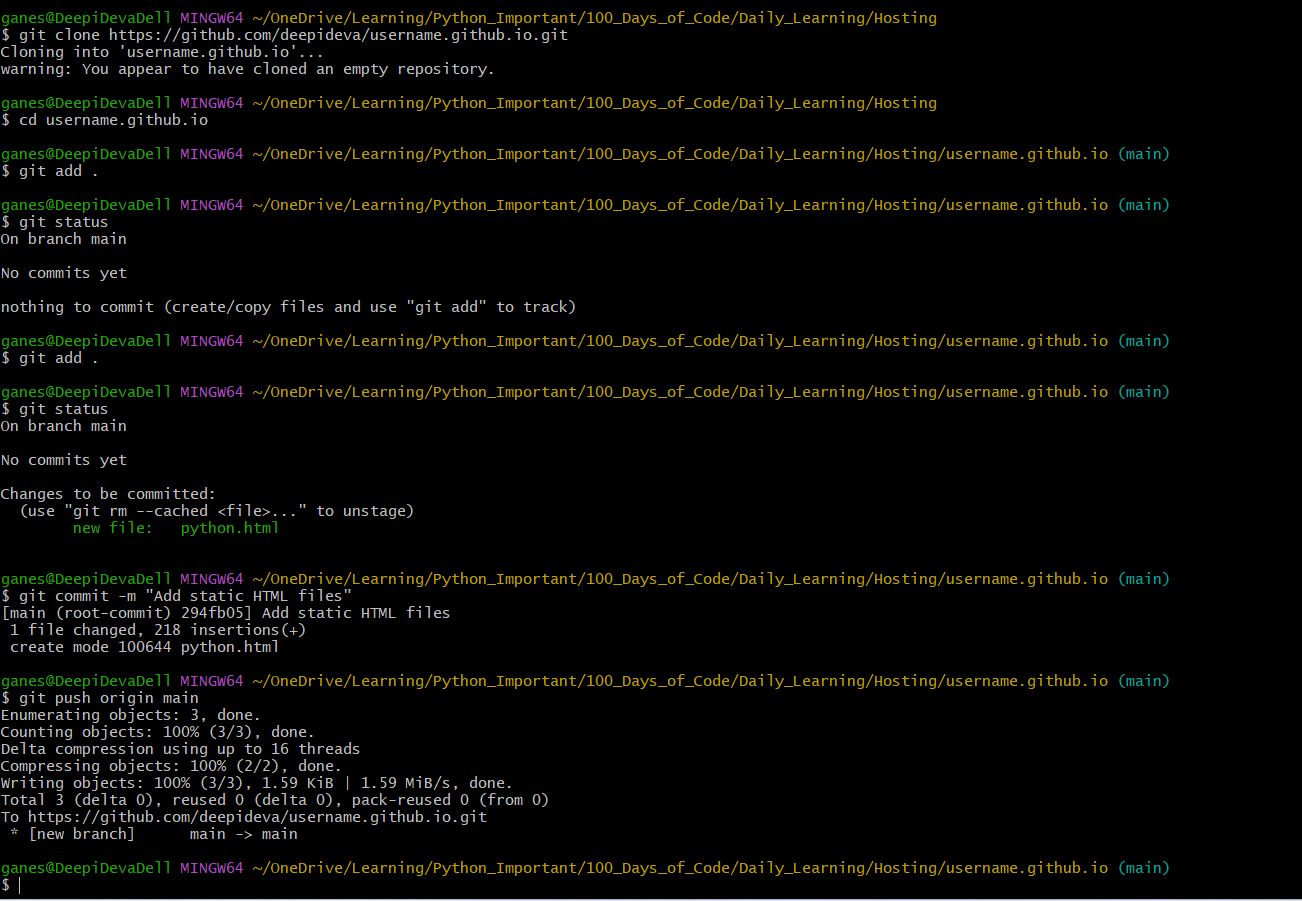 ganes@DeepiDevaDell MINGW64 ~/OneDrive/Learning/Python_Important/100_Days_of_Code/Daily_Learning/Hosting
$ git clone https://github.com/deepideva/username.github.io.git
Cloning into 'username.github.io'...
warning: You appear to have cloned an empty repository.
ganes@DeepiDevaDell MINGW64 ~/OneDrive/Learning/Python_Important/100_Days_of_Code/Daily_Learning/Hosting
$ cd username.github.io
ganes@DeepiDevaDell MINGW64 ~/OneDrive/Learning/Python_Important/100_Days_of_Code/Daily_Learning/Hosting/username.github.io (main)
$ git add .
ganes@DeepiDevaDell MINGW64 ~/OneDrive/Learning/Python_Important/100_Days_of_Code/Daily_Learning/Hosting/username.github.io (main)
$ git status
On branch main
No commits yet
nothing to commit (create/copy files and use "git add" to track)
ganes@DeepiDevaDell MINGW64 ~/OneDrive/Learning/Python_Important/100_Days_of_Code/Daily_Learning/Hosting/username.github.io (main)
$ git add .
ganes@DeepiDevaDell MINGW64 ~/OneDrive/Learning/Python_Important/100_Days_of_Code/Daily_Learning/Hosting/username.github.io (main)
$ git status
On branch main
No commits yet
Changes to be committed:
  (use "git rm --cached <file>..." to unstage)
        new file:   python.html
ganes@DeepiDevaDell MINGW64 ~/OneDrive/Learning/Python_Important/100_Days_of_Code/Daily_Learning/Hosting/username.github.io (main)
$ git commit -m "Add static HTML files"
[main (root-commit) 294fb05] Add static HTML files
 1 file changed, 218 insertions(+)
 create mode 100644 python.html
ganes@DeepiDevaDell MINGW64 ~/OneDrive/Learning/Python_Important/100_Days_of_Code/Daily_Learning/Hosting/username.github.io (main)
$ git push origin main
Enumerating objects: 3, done.
Counting objects: 100% (3/3), done.
Delta compression using up to 16 threads
Compressing objects: 100% (2/2), done.
Writing objects: 100% (3/3), 1.59 KiB | 1.59 MiB/s, done.
Total 3 (delta 0), reused 0 (delta 0), pack-reused 0 (from 0)
To https://github.com/deepideva/username.github.io.git
 * [new branch]      main -> main
ganes@DeepiDevaDell MINGW64 ~/OneDrive/Learning/Python_Important/100_Days_of_Code/Daily_Learning/Hosting/username.github.io (main)
$